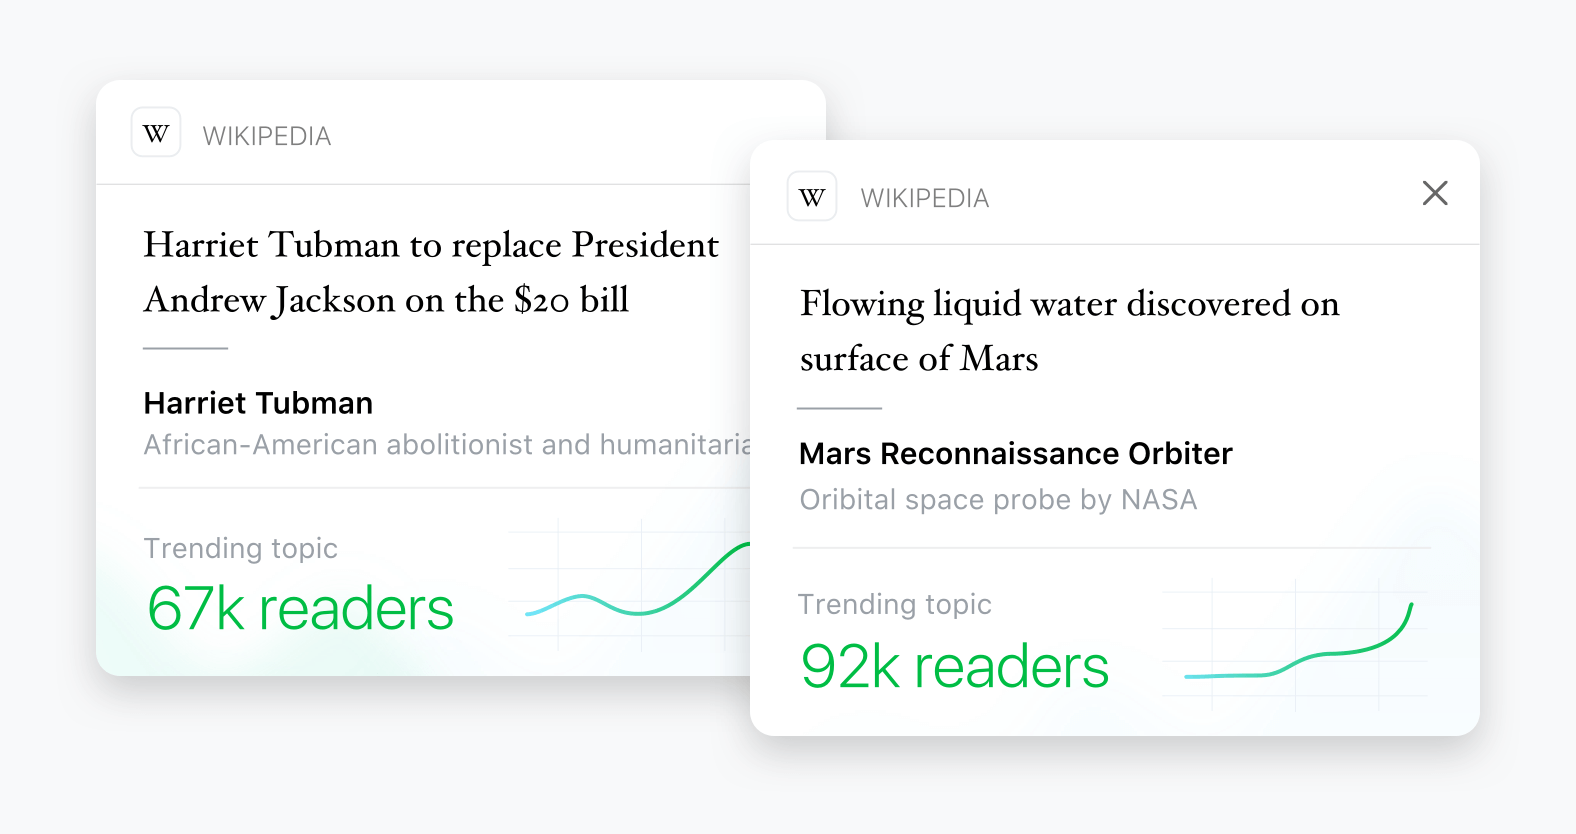 W WIKIPEDIA
Harriet Tubman to replace President
Andrew Jackson on the $20 bill
Harriet Tubman
African-American abolitionist and
Trending topic
67k readers
W WIKIPEDIA
Flowing liquid water discovered on
surface of Mars
Mars Reconnaissance Orbiter
Oribital space probe by NASA
Trending topic
92k readers